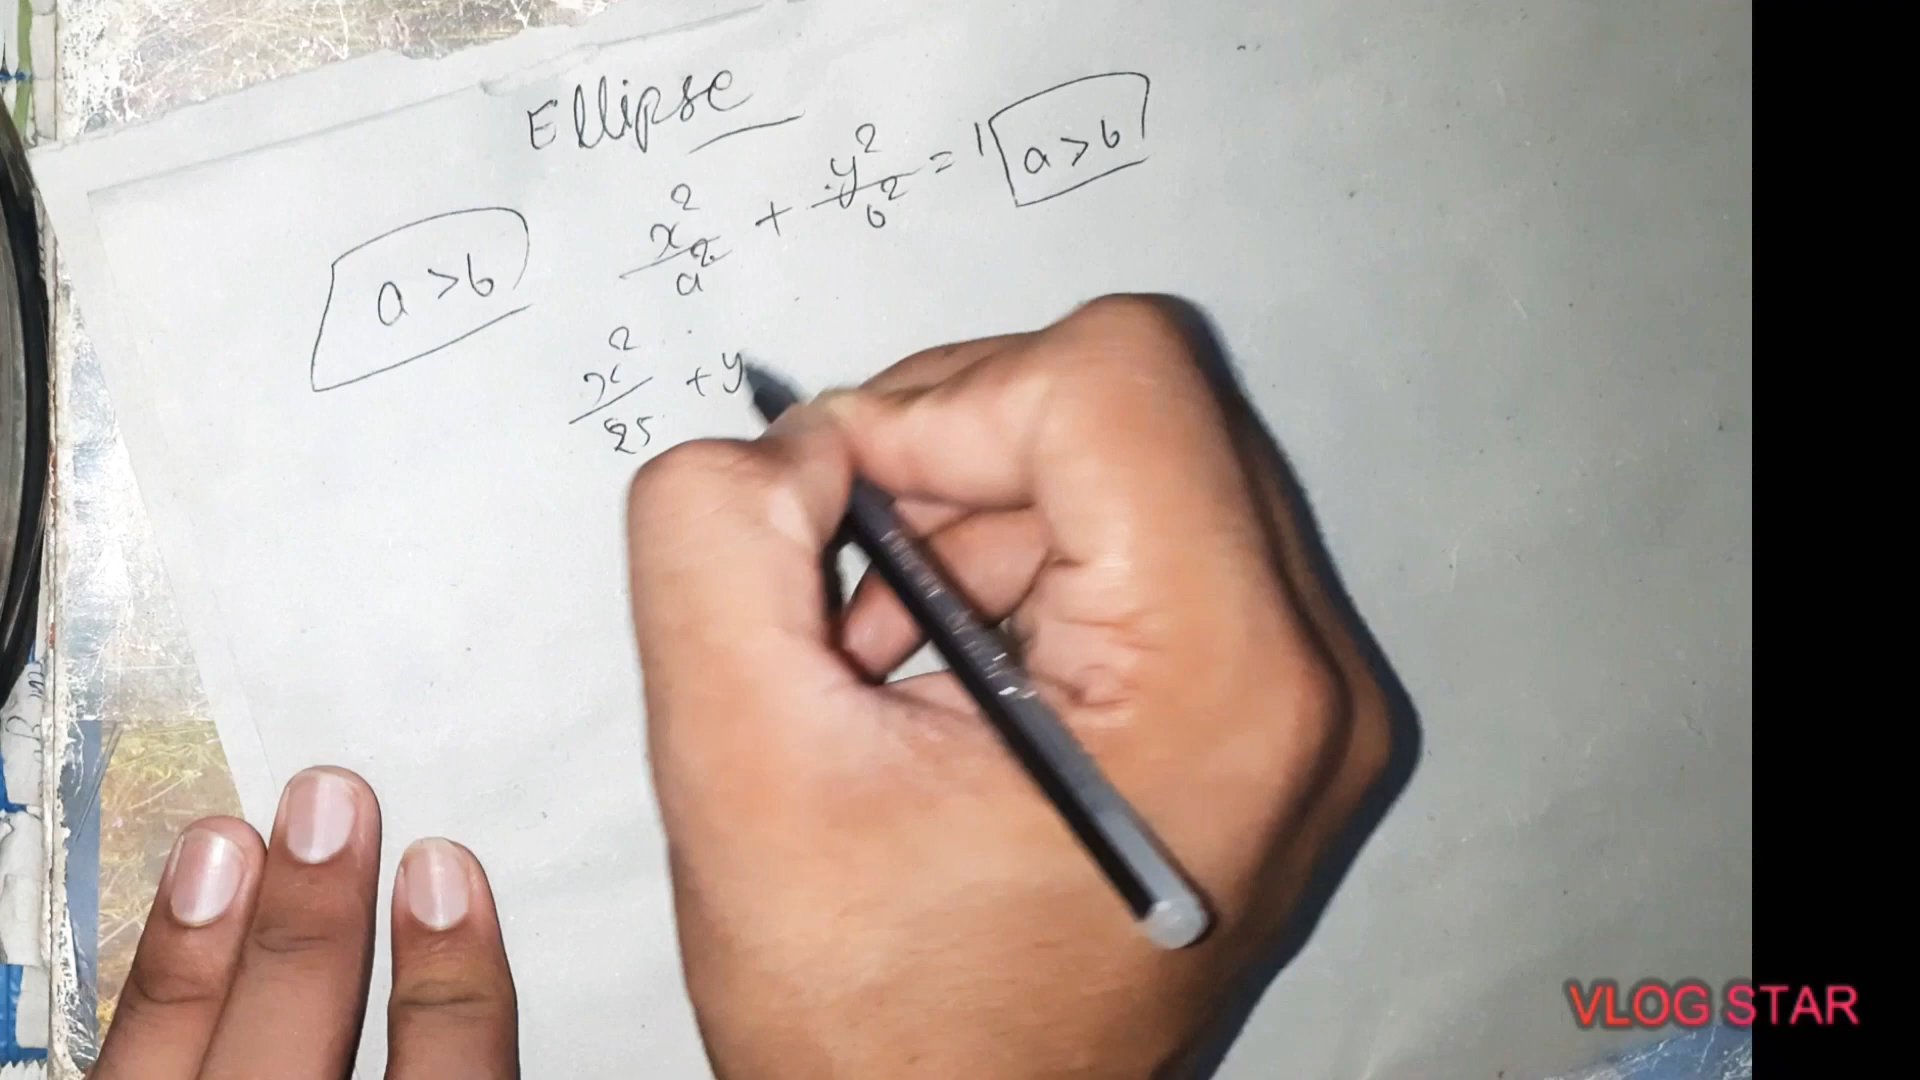 Ellipse
x²/a² + y²/b² = 1 a > b
a > b
x²/25 + y
VLOG STAR